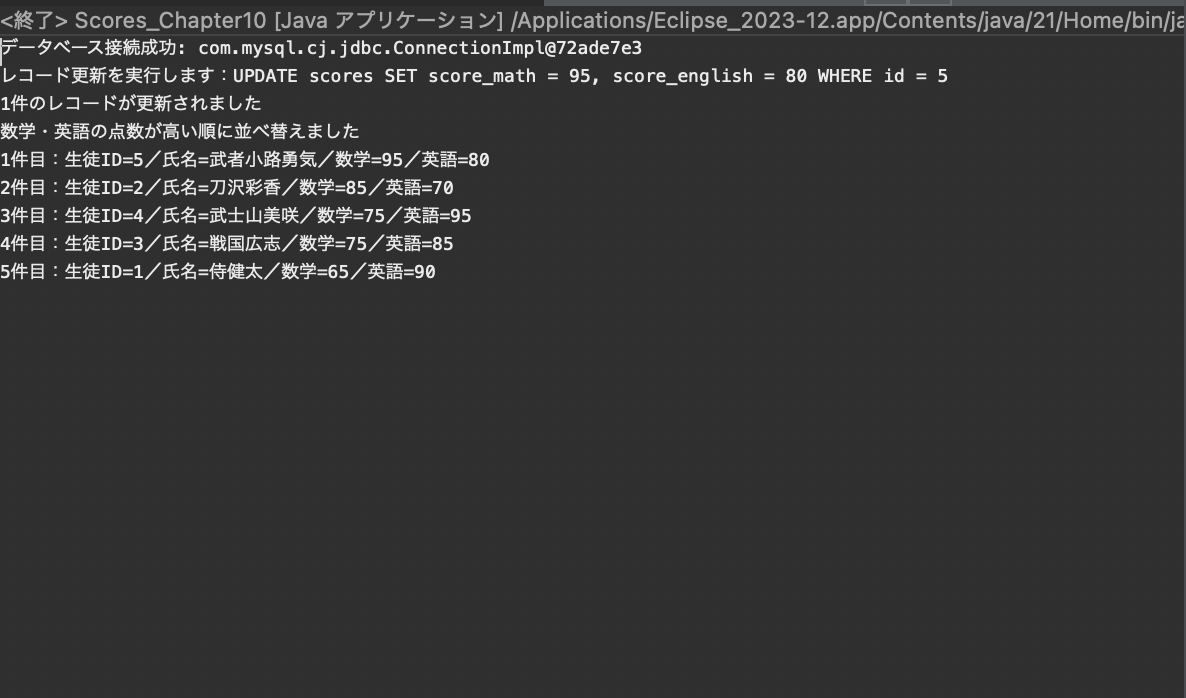 <終了> Scores_Chapter10 [Java アプリケーション] /Applications/Eclipse_2023-12.app/Contents/java/21/Home/bin/ja
データベース接続成功: com.mysql.cj.jdbc.ConnectionImpl@72ade7e3
レコード更新を実行します：UPDATE scores SET score_math = 95, score_english = 80 WHERE id = 5
1件のレコードが更新されました
数学・英語の点数が高い順に並べ替えました
1件目：生徒ID=5／氏名=武者小路勇気／数学=95／英語=80
2件目：生徒ID=2／氏名=刀沢彩香／数学=85／英語=70
3件目：生徒ID=4／氏名=武士山美咲／数学=75／英語=95
4件目：生徒ID=3／氏名=戦国広志／数学=75／英語=85
5件目：生徒ID=1／氏名=侍健太／数学=65／英語=90